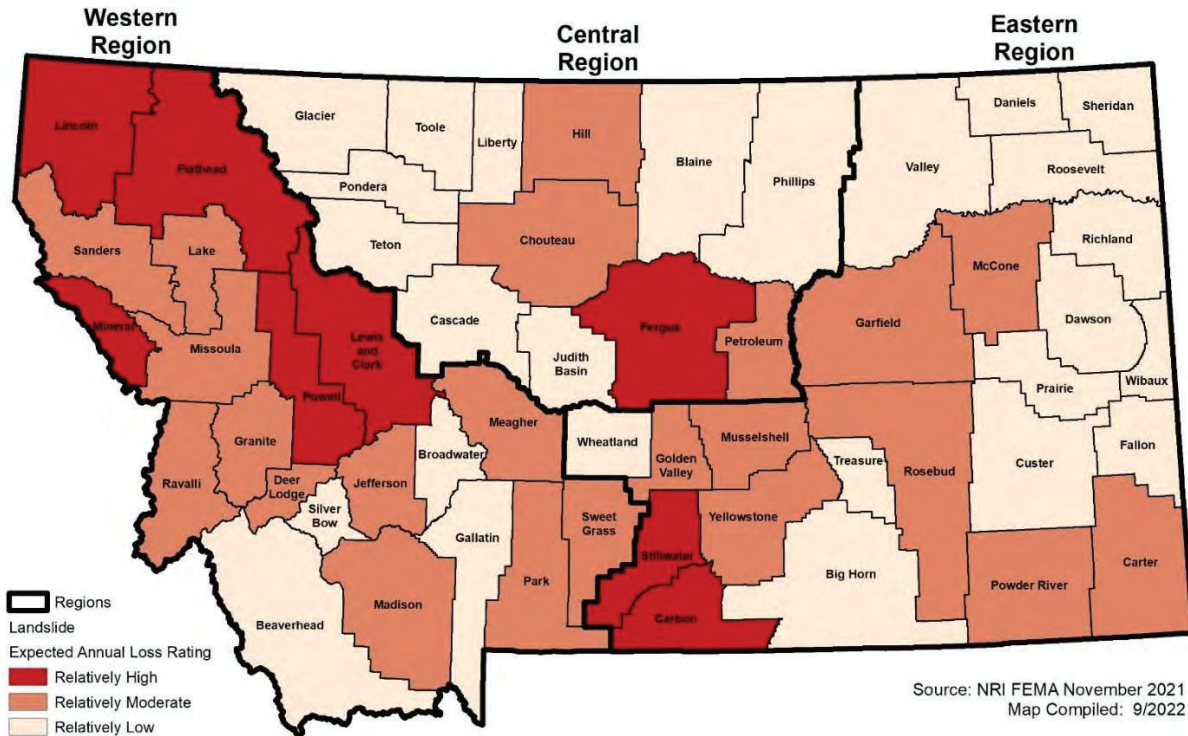 Western
Region
Central
Region
Eastern
Region
Lincoln
Flathead
Glacier
Toole
Liberty
Hill
Blaine
Phillips
Valley
Daniels
Sheridan
Roosevelt
Pondera
Teton
Chouteau
Sanders
Lake
Richland
McCone
Garfield
Dawson
Cascade
Fergus
Petroleum
Judith
Basin
Mineral
Missoula
Lewis
and
Clark
Powell
Prairie
Wibaux
Meagher
Wheatland
Golden
Valley
Musselshell
Treasure
Rosebud
Custer
Fallon
Granite
Ravalli
Deer
Lodge
Jefferson
Broadwater
Silver
Bow
Gallatin
Sweet
Grass
Park
Stillwater
Yellowstone
Big Horn
Powder River
Carter
Madison
Beaverhead
Carbon
Regions
Landslide
Expected Annual Loss Rating
Relatively High
Relatively Moderate
Relatively Low
Source: NRI FEMA November 2021
Map Compiled: 9/2022